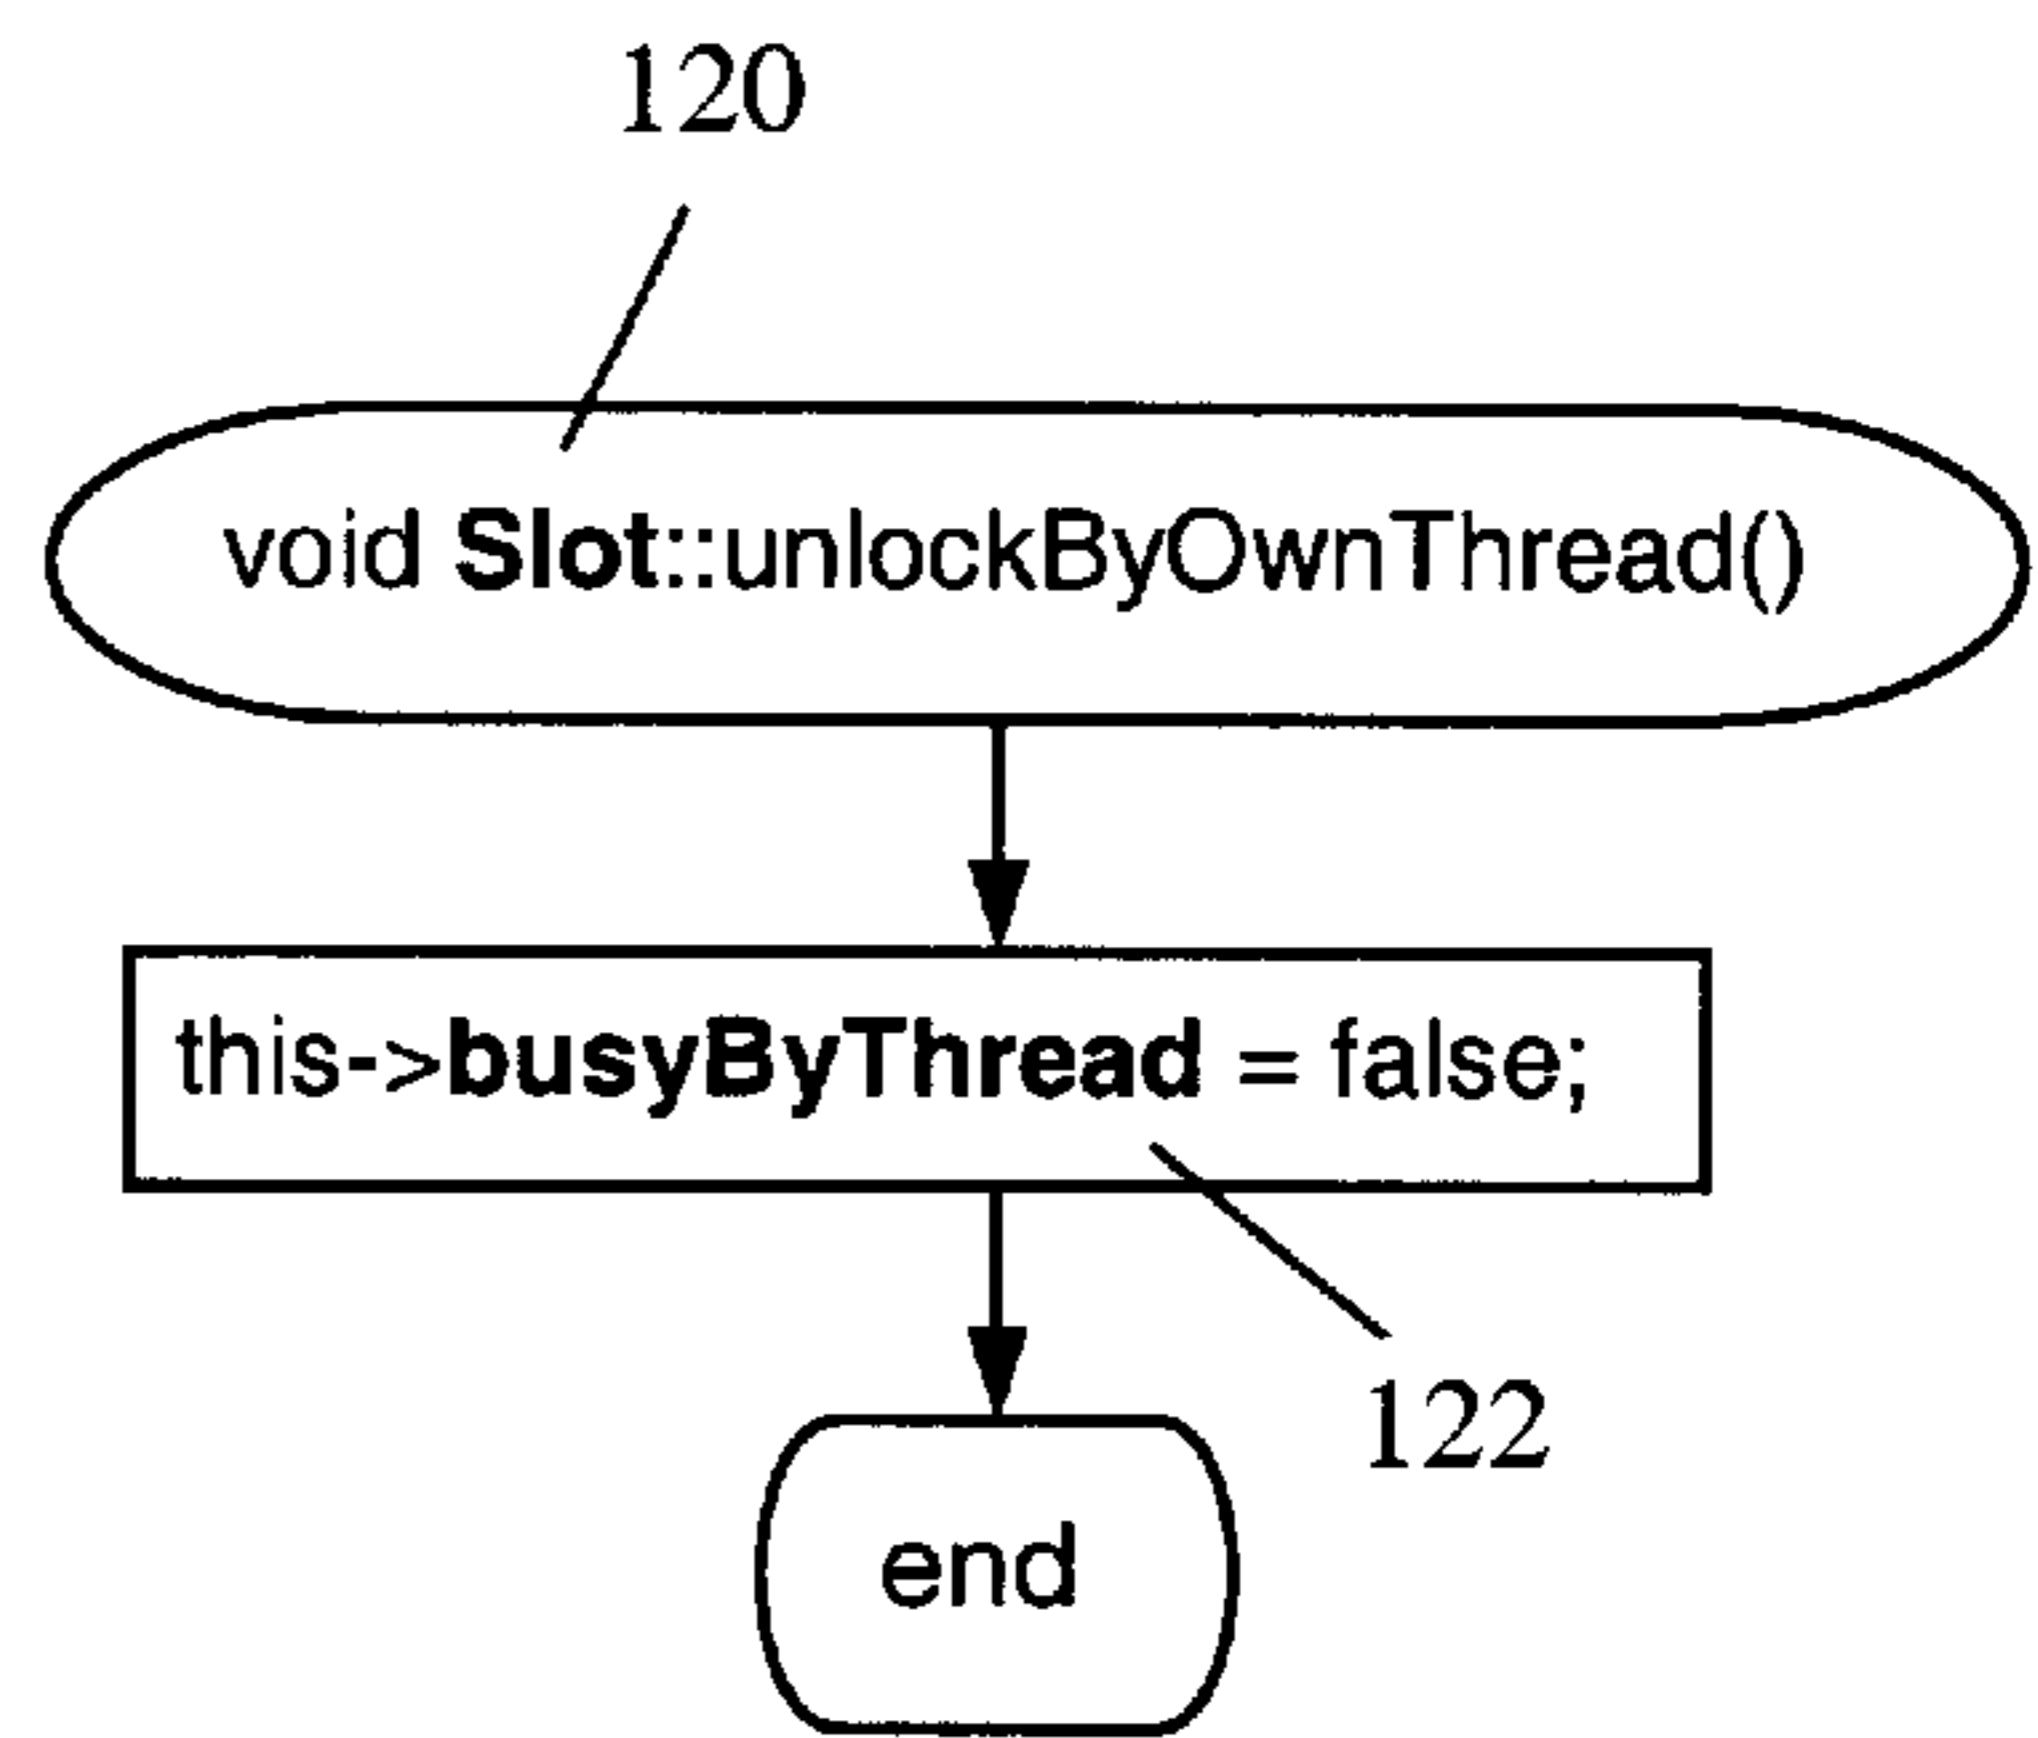 120
void Slot::unlockByOwnThread()
this->busyByThread = false;
122
end